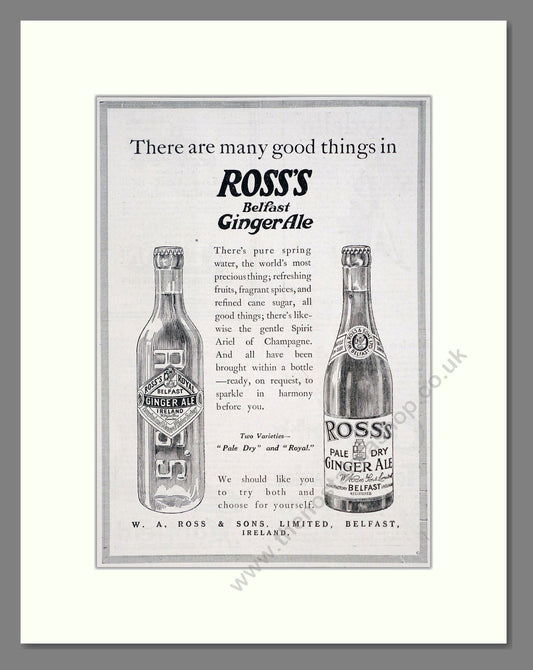 There are many good things in
ROSS'S
Belfast
Ginger Ale
There's pure spring
water, the world's most
precious thing; refreshing
fruits, fragrant spices, and
refined cane sugar, all
good things; there's like-
wise the gentle Spirit
Ariel of Champagne.
And all have been
brought within a bottle
—ready, on request, to
sparkle in harmony
before you.
Two Varieties—
"Pale Dry" and "Royal."
We should like you
to try both and
choose for yourself.
W. A. ROSS & SONS, LIMITED, BELFAST,
IRELAND.
ROSS'S ROYAL
BELFAST
GINGER ALE
IRELAND
ROSS'S
ROSS'S
PALE DRY
GINGER ALE
BELFAST
REGISTERED